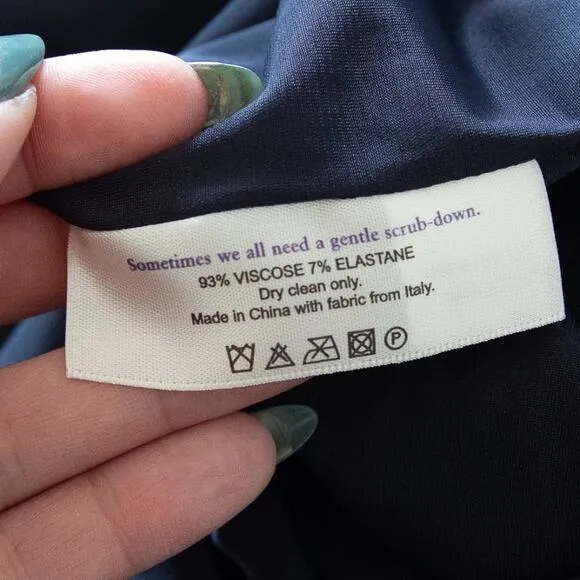 Sometimes we all need a gentle scrub-down.
93% VISCOSE 7% ELASTANE
Dry clean only.
Made in China with fabric from Italy.
P